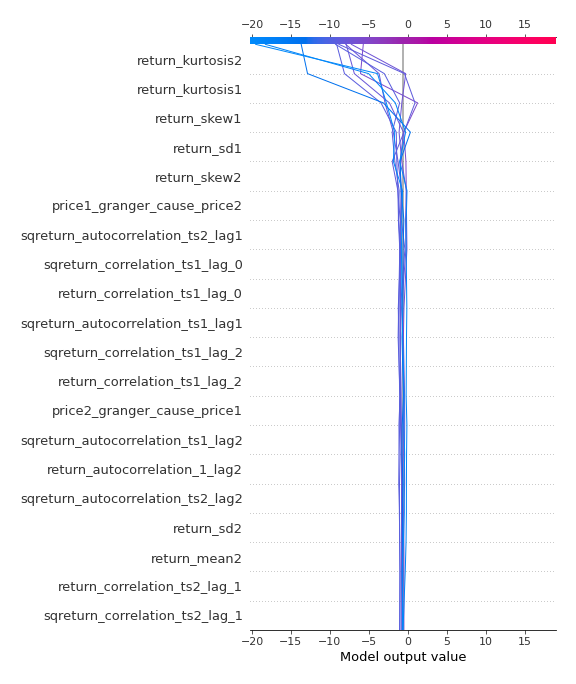 −20 −15 −10 −5 0 5 10 15
return_kurtosis2
return_kurtosis1
return_skew1
return_sd1
return_skew2
price1_granger_cause_price2
sqreturn_autocorrelation_ts2_lag1
sqreturn_correlation_ts1_lag_0
return_correlation_ts1_lag_0
sqreturn_autocorrelation_ts1_lag1
sqreturn_correlation_ts1_lag_2
return_correlation_ts1_lag_2
price2_granger_cause_price1
sqreturn_autocorrelation_ts1_lag2
return_autocorrelation_1_lag2
sqreturn_autocorrelation_ts2_lag2
return_sd2
return_mean2
return_correlation_ts2_lag_1
sqreturn_correlation_ts2_lag_1
−20 −15 −10 −5 0 5 10 15
Model output value